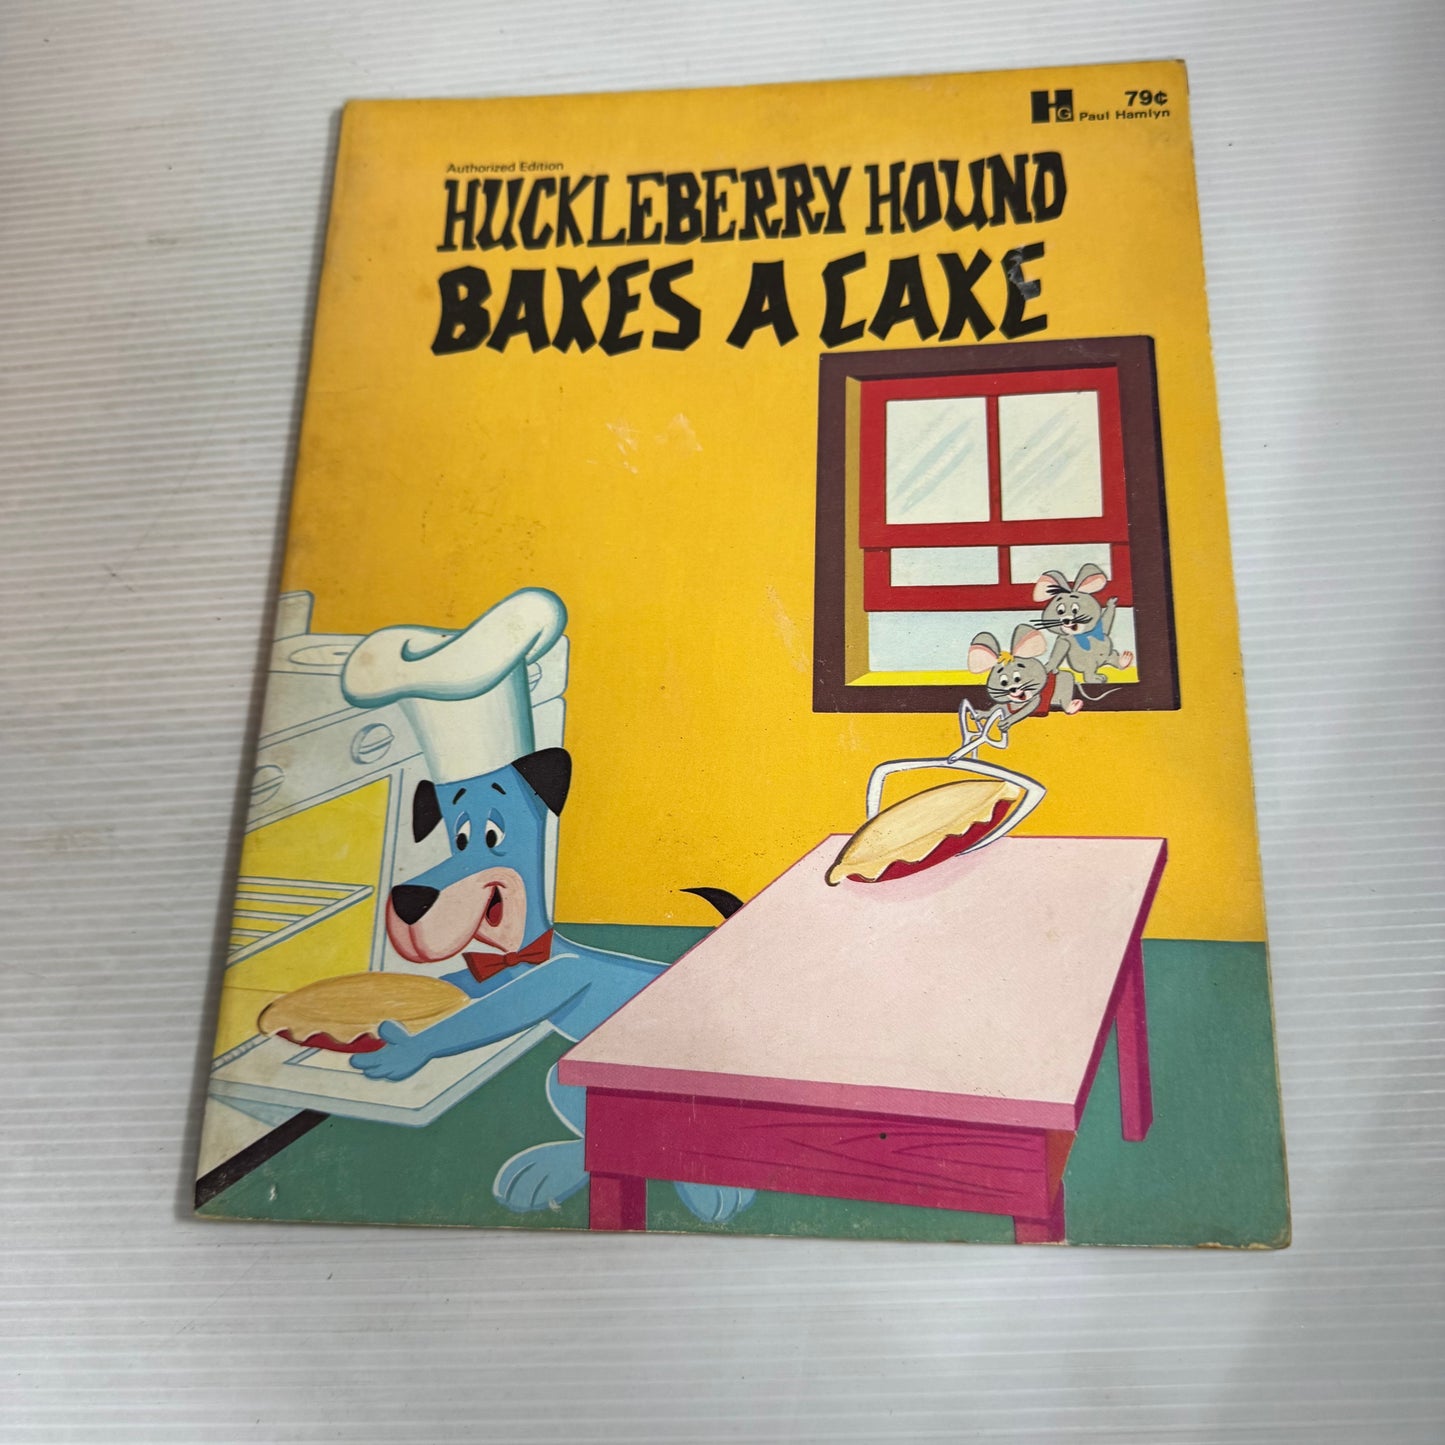 HG 79¢
Paul Hamlyn
Authorized Edition
HUCKLEBERRY HOUND
BAKES A CAKE